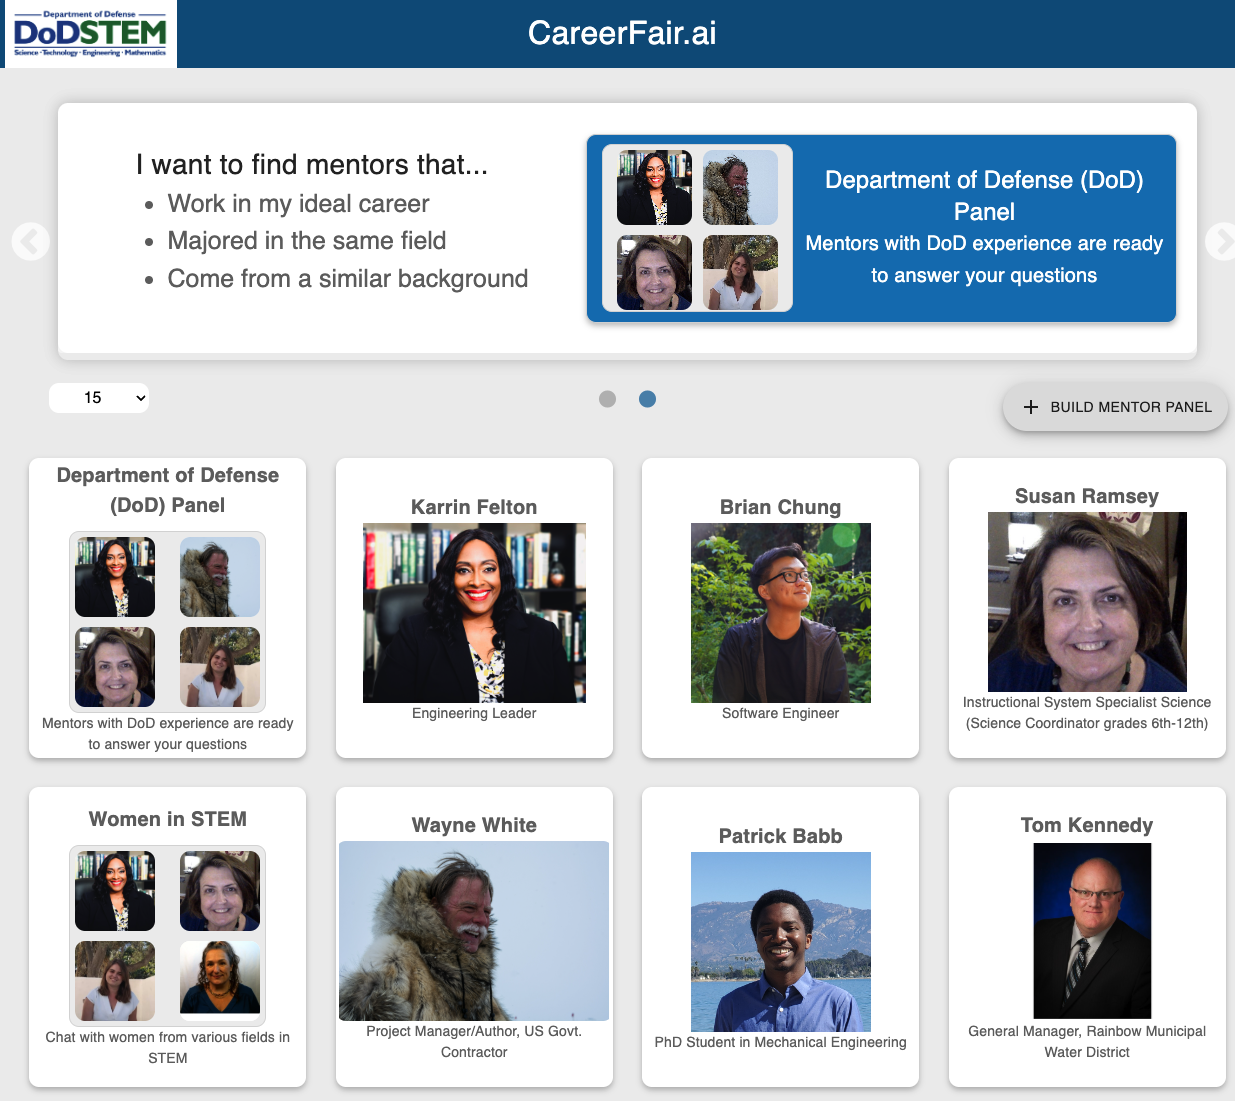 Department of Defense
DoDSTEM
Science · Technology · Engineering · Mathematics
CareerFair.ai
I want to find mentors that...
• Work in my ideal career
• Majored in the same field
• Come from a similar background
Department of Defense (DoD)
Panel
Mentors with DoD experience are ready
to answer your questions
15
+ BUILD MENTOR PANEL
Department of Defense
(DoD) Panel
Mentors with DoD experience are ready
to answer your questions
Karrin Felton
Engineering Leader
Brian Chung
Software Engineer
Susan Ramsey
Instructional System Specialist Science
(Science Coordinator grades 6th-12th)
Women in STEM
Chat with women from various fields in
STEM
Wayne White
Project Manager/Author, US Govt.
Contractor
Patrick Babb
PhD Student in Mechanical Engineering
Tom Kennedy
General Manager, Rainbow Municipal
Water District